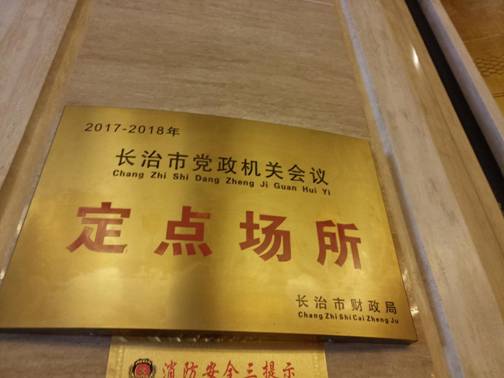 2017-2018年
长治市党政机关会议
Chang Zhi Shi Dang Zheng Ji Guan Hui Yi
定点场所
长治市财政局
Chang Zhi Shi Cai Zheng Ju
消防安全三提示